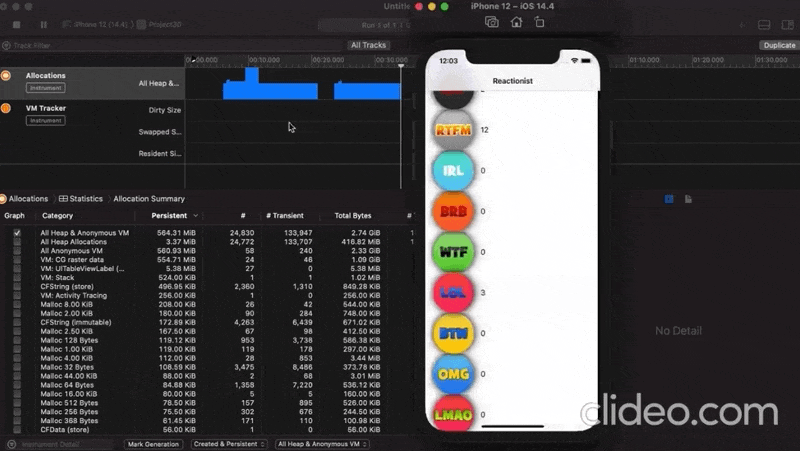 Untitle
iPhone 12 – iOS 14.4
iPhone 12 (14.4)
Project30
Run 1 of 1
Track Filter
All Tracks
Duplicate
00:10.000
00:20.000
00:30.000
01:10.000
01:20.000
01:30.000
Allocations
Instrument
All Heap &...
VM Tracker
Instrument
Dirty Size
Swapped S...
Resident Si...
12:03
Reactionist
RTFM 12
IRL 0
BRB 0
WTF 0
LOL 3
BTW 0
OMG 0
LMAO 0
Allocations Statistics Allocation Summary
Graph Category Persistent # # Transient Total Bytes # T
All Heap & Anonymous VM 564.31 MiB 24,830 133,947 2.74 GiB
All Heap Allocations 3.37 MiB 24,772 133,707 416.82 MiB
All Anonymous VM 560.93 MiB 58 240 2.33 GiB
VM: CG raster data 554.71 MiB 24 46 1.09 GiB
VM: UITableViewLabel (... 5.38 MiB 27 0 5.38 MiB
VM: Stack 524.00 KiB 1 1 1.02 MiB
CFString (store) 496.95 KiB 2,360 1,310 849.28 KiB
VM: Activity Tracing 256.00 KiB 1 0 256.00 KiB
Malloc 8.00 KiB 208.00 KiB 26 42 544.00 KiB
Malloc 2.00 KiB 180.00 KiB 90 284 748.00 KiB
CFString (immutable) 172.89 KiB 4,263 6,439 671.02 KiB
Malloc 2.50 KiB 167.50 KiB 67 98 412.50 KiB
Malloc 128 Bytes 119.12 KiB 953 3,738 586.38 KiB
Malloc 1.00 KiB 119.00 KiB 119 178 297.00 KiB
Malloc 4.00 KiB 112.00 KiB 28 853 3.44 MiB
Malloc 32 Bytes 108.59 KiB 3,475 8,486 373.78 KiB
Malloc 44.00 KiB 88.00 KiB 2 62 3.01 MiB
Malloc 64 Bytes 84.88 KiB 1,358 7,220 536.12 KiB
Malloc 16.00 KiB 80.00 KiB 5 5 160.00 KiB
Malloc 512 Bytes 78.50 KiB 157 895 526.00 KiB
Malloc 256 Bytes 75.50 KiB 302 676 244.50 KiB
Malloc 368 Bytes 61.45 KiB 171 130 108.17 KiB
CFData (store) 56.00 KiB
No Detail
Instrument Detail
Mark Generation
Created & Persistent
All Heap & Anonymous VM
clideo.com